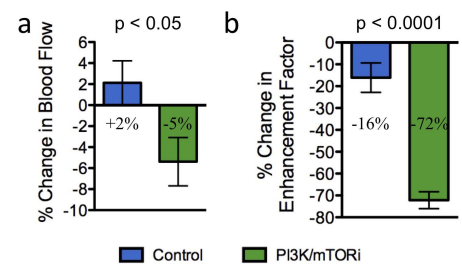 a
p < 0.05
% Change in Blood Flow
6
4
2
0
-2
-4
-6
-8
-10
+2%
-5%
b
p < 0.0001
% Change in
Enhancement Factor
0
-10
-20
-30
-40
-50
-60
-70
-80
-16%
-72%
Control
PI3K/mTORi